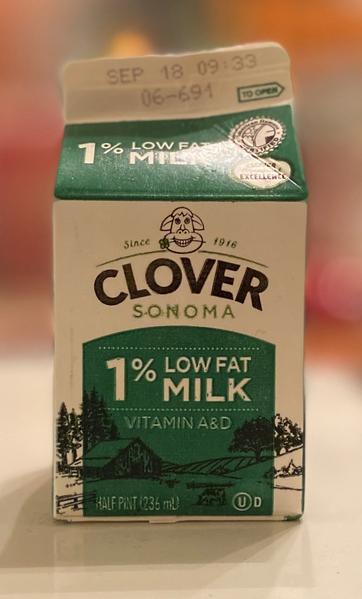 SEP 18 09:33
06-691
TO OPEN
1% LOW FAT
MILK
EXCELLENCE
Since 1916
CLOVER
SONOMA
1% LOW FAT
MILK
VITAMIN A&D
HALF PINT (236 mL)
U D